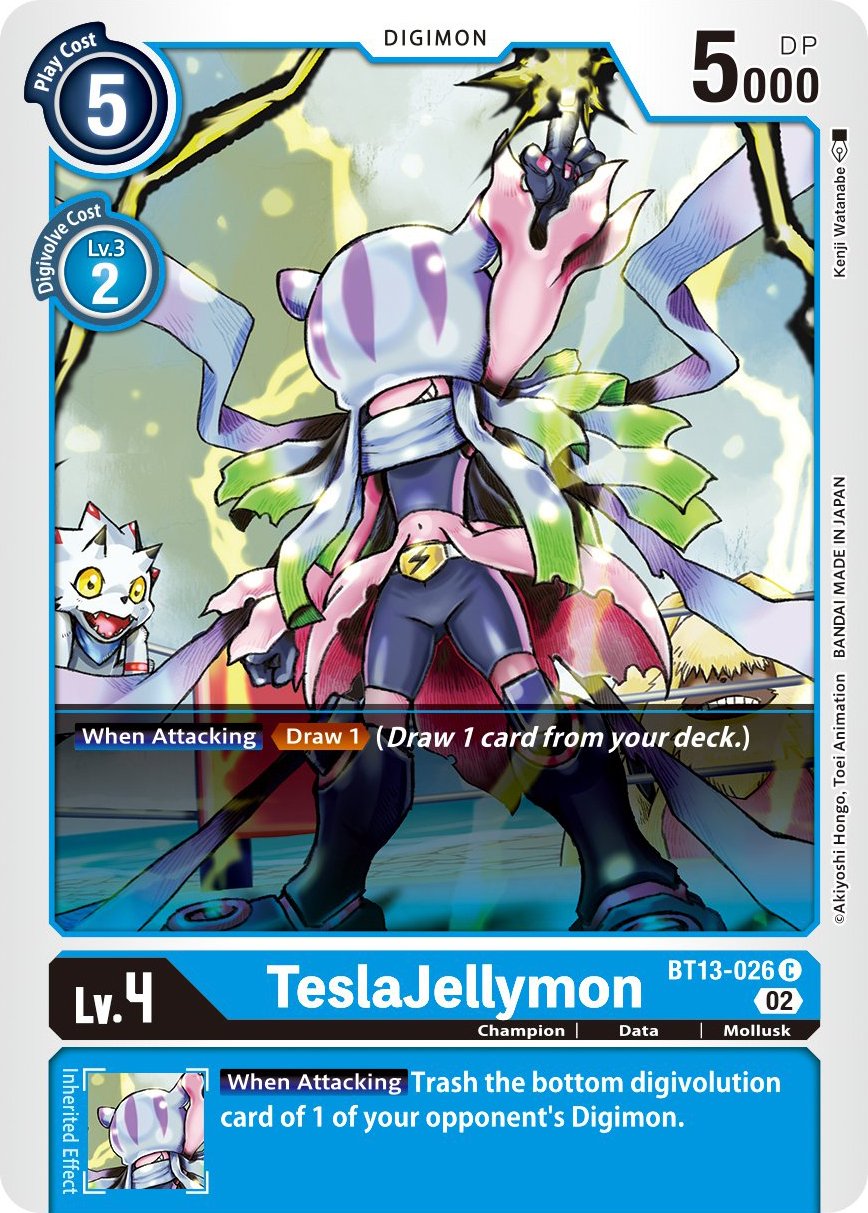 DIGIMON
Play Cost
5
DP
5000
Digivolve Cost
Lv.3
2
Kenji Watanabe
BANDAI MADE IN JAPAN
©Akiyoshi Hongo, Toei Animation
When Attacking Draw 1 (Draw 1 card from your deck.)
Lv.4
TeslaJellymon
BT13-026 C
02
Champion | Data | Mollusk
Inherited Effect
When Attacking Trash the bottom digivolution
card of 1 of your opponent's Digimon.